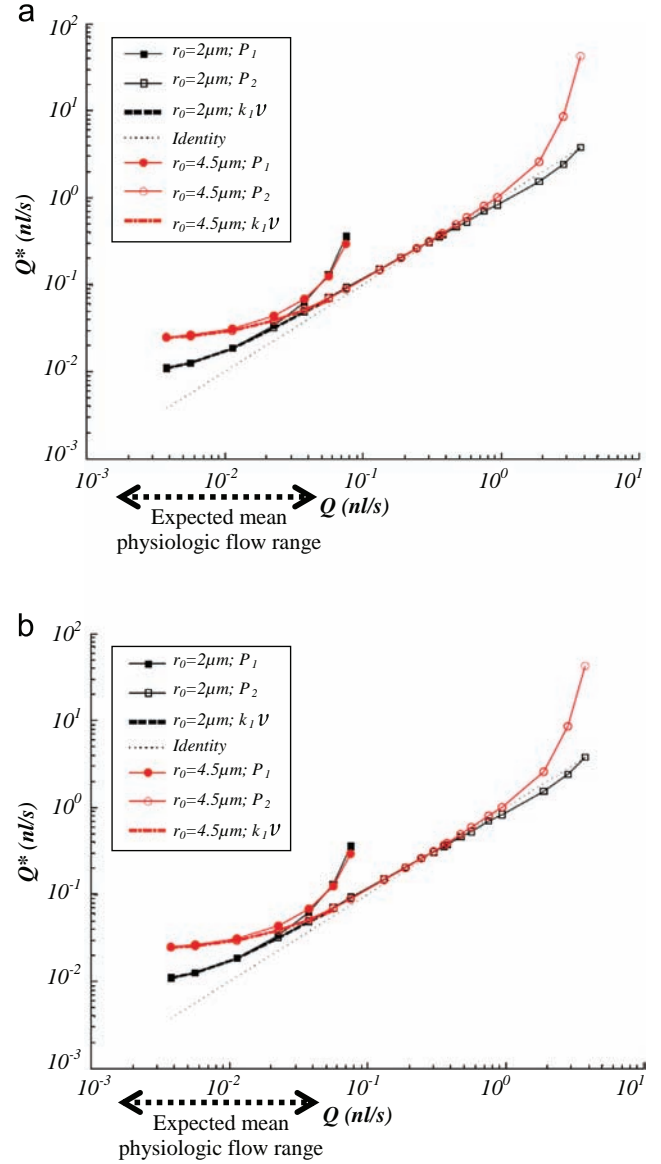 a
10²
10¹
10⁰
10⁻¹
10⁻²
10⁻³
Q* (nl/s)
r₀=2μm; P₁
r₀=2μm; P₂
r₀=2μm; k₁υ
Identity
r₀=4.5μm; P₁
r₀=4.5μm; P₂
r₀=4.5μm; k₁υ
10⁻³ 10⁻² 10⁻¹ 10⁰ 10¹
Q (nl/s)
Expected mean
physiologic flow range
b
10²
10¹
10⁰
10⁻¹
10⁻²
10⁻³
Q* (nl/s)
r₀=2μm; P₁
r₀=2μm; P₂
r₀=2μm; k₁υ
Identity
r₀=4.5μm; P₁
r₀=4.5μm; P₂
r₀=4.5μm; k₁υ
10⁻³ 10⁻² 10⁻¹ 10⁰ 10¹
Q (nl/s)
Expected mean
physiologic flow range